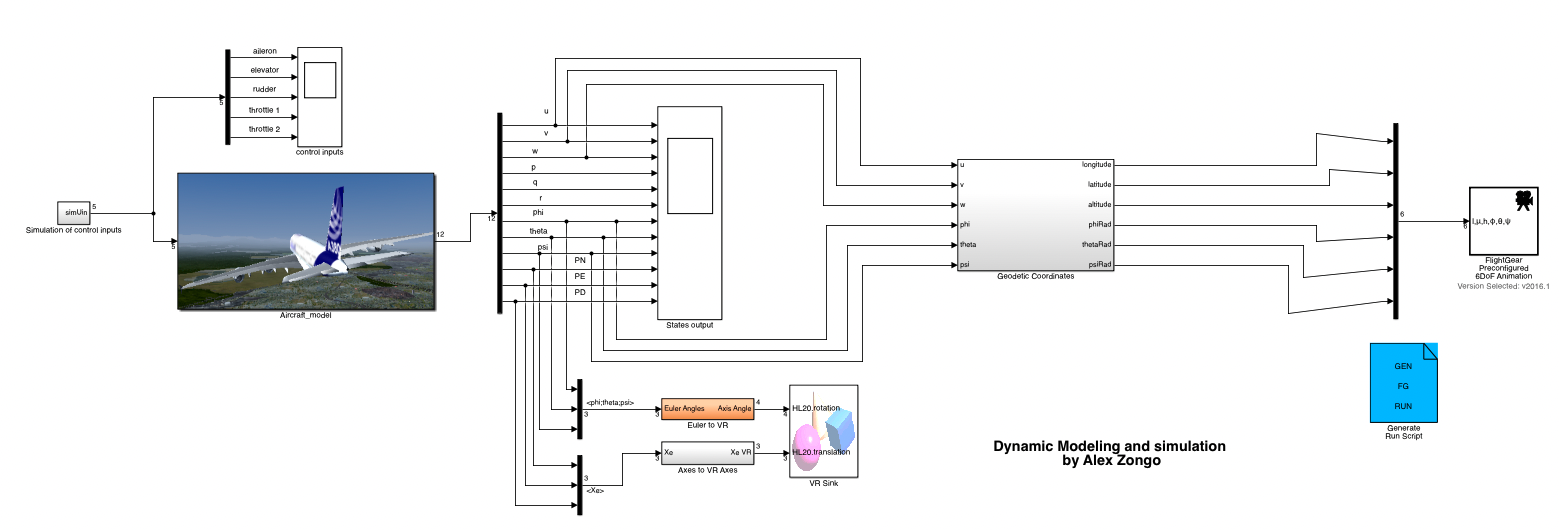 aileron
elevator
rudder
throttle 1
throttle 2
5
control inputs
simUin
5
Simulation of control inputs
5
12
Aircraft_model
12
u
v
w
p
q
r
phi
theta
psi
PN
PE
PD
States output
u
v
w
phi
theta
psi
longitude
latitude
altitude
phiRad
thetaRad
psiRad
Geodetic Coordinates
6
6
l,μ,h,ϕ,θ,ψ
FlightGear
Preconfigured
6DoF Animation
Version Selected: v2016.1
GEN
FG
RUN
Generate
Run Script
<phi;theta;psi>
3
3
Euler Angles
Axis Angle
4
Euler to VR
4
HL20.rotation
3
<Xe>
3
Xe
Xe VR
3
Axes to VR Axes
3
HL20.translation
VR Sink
Dynamic Modeling and simulation
by Alex Zongo